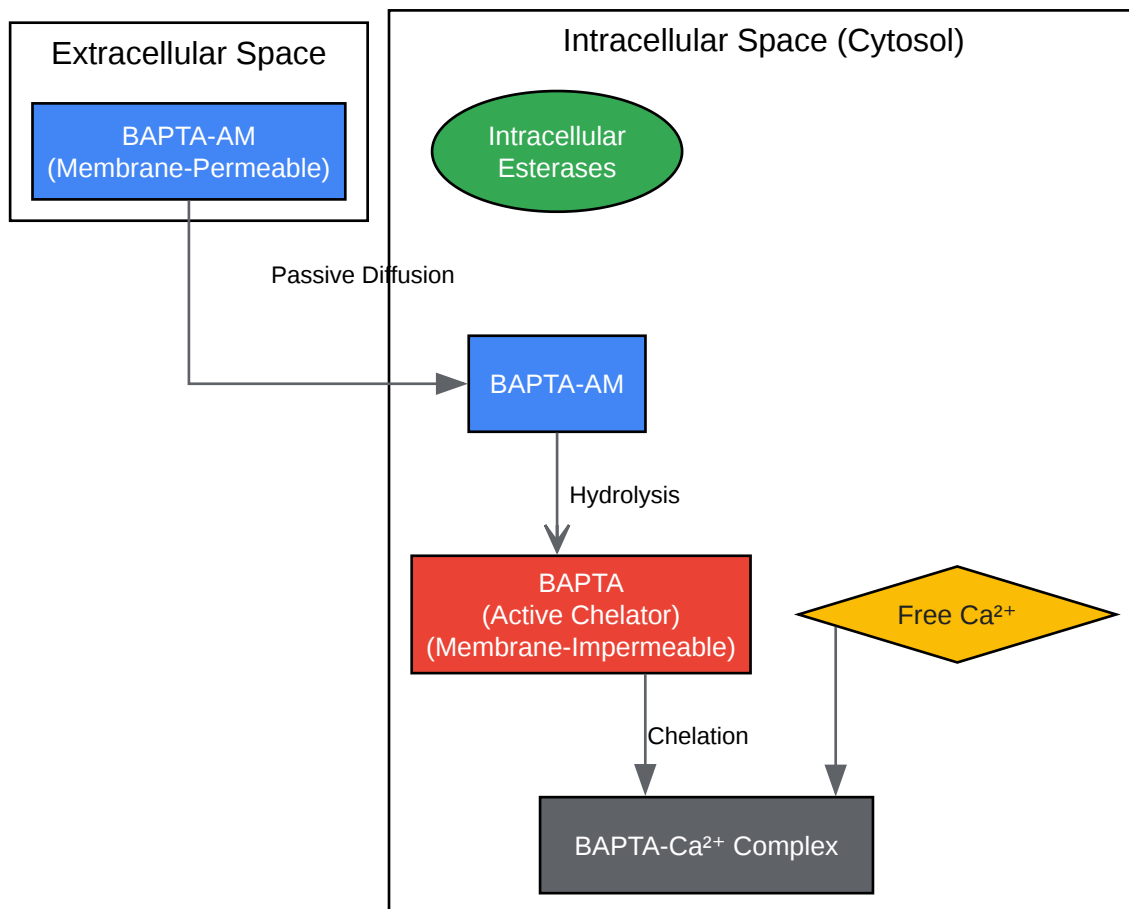 Extracellular Space
BAPTA-AM
(Membrane-Permeable)
Intracellular Space (Cytosol)
Intracellular
Esterases
Passive Diffusion
BAPTA-AM
Hydrolysis
BAPTA
(Active Chelator)
(Membrane-Impermeable)
Free Ca²⁺
Chelation
BAPTA-Ca²⁺ Complex